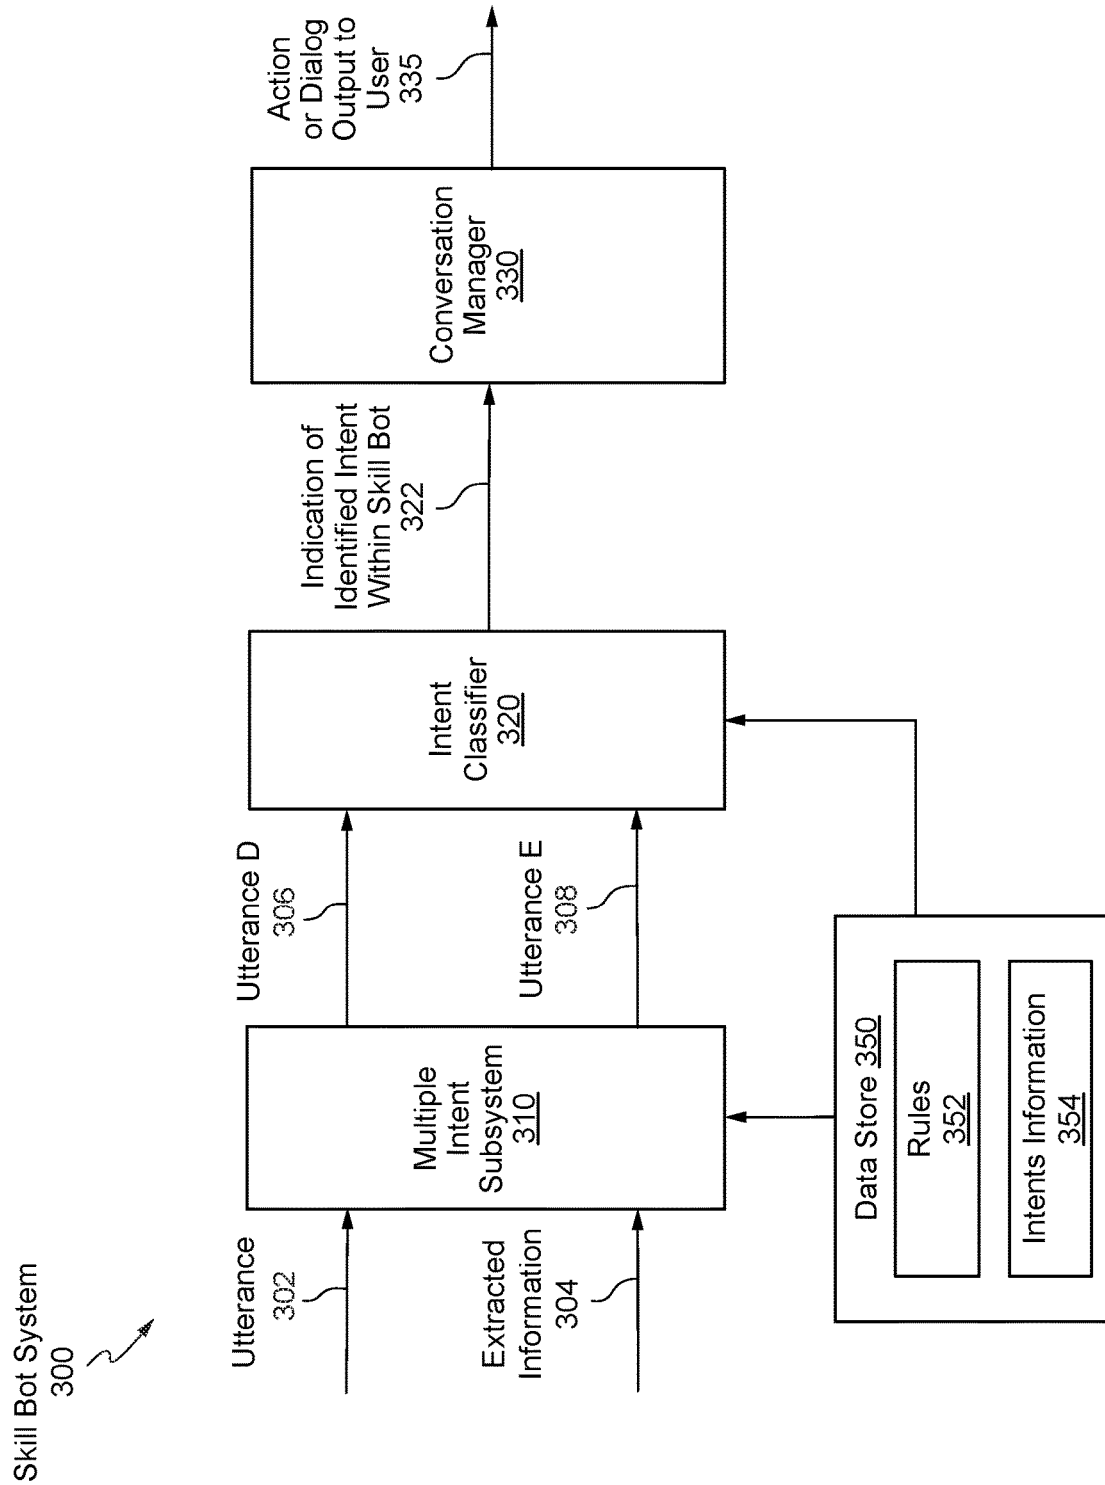 Skill Bot System
300
Utterance
302
Extracted
Information
304
Multiple
Intent
Subsystem
310
Utterance D
306
Utterance E
308
Intent
Classifier
320
Indication of
Identified Intent
Within Skill Bot
322
Conversation
Manager
330
Action
or Dialog
Output to
User
335
Data Store 350
Rules
352
Intents Information
354